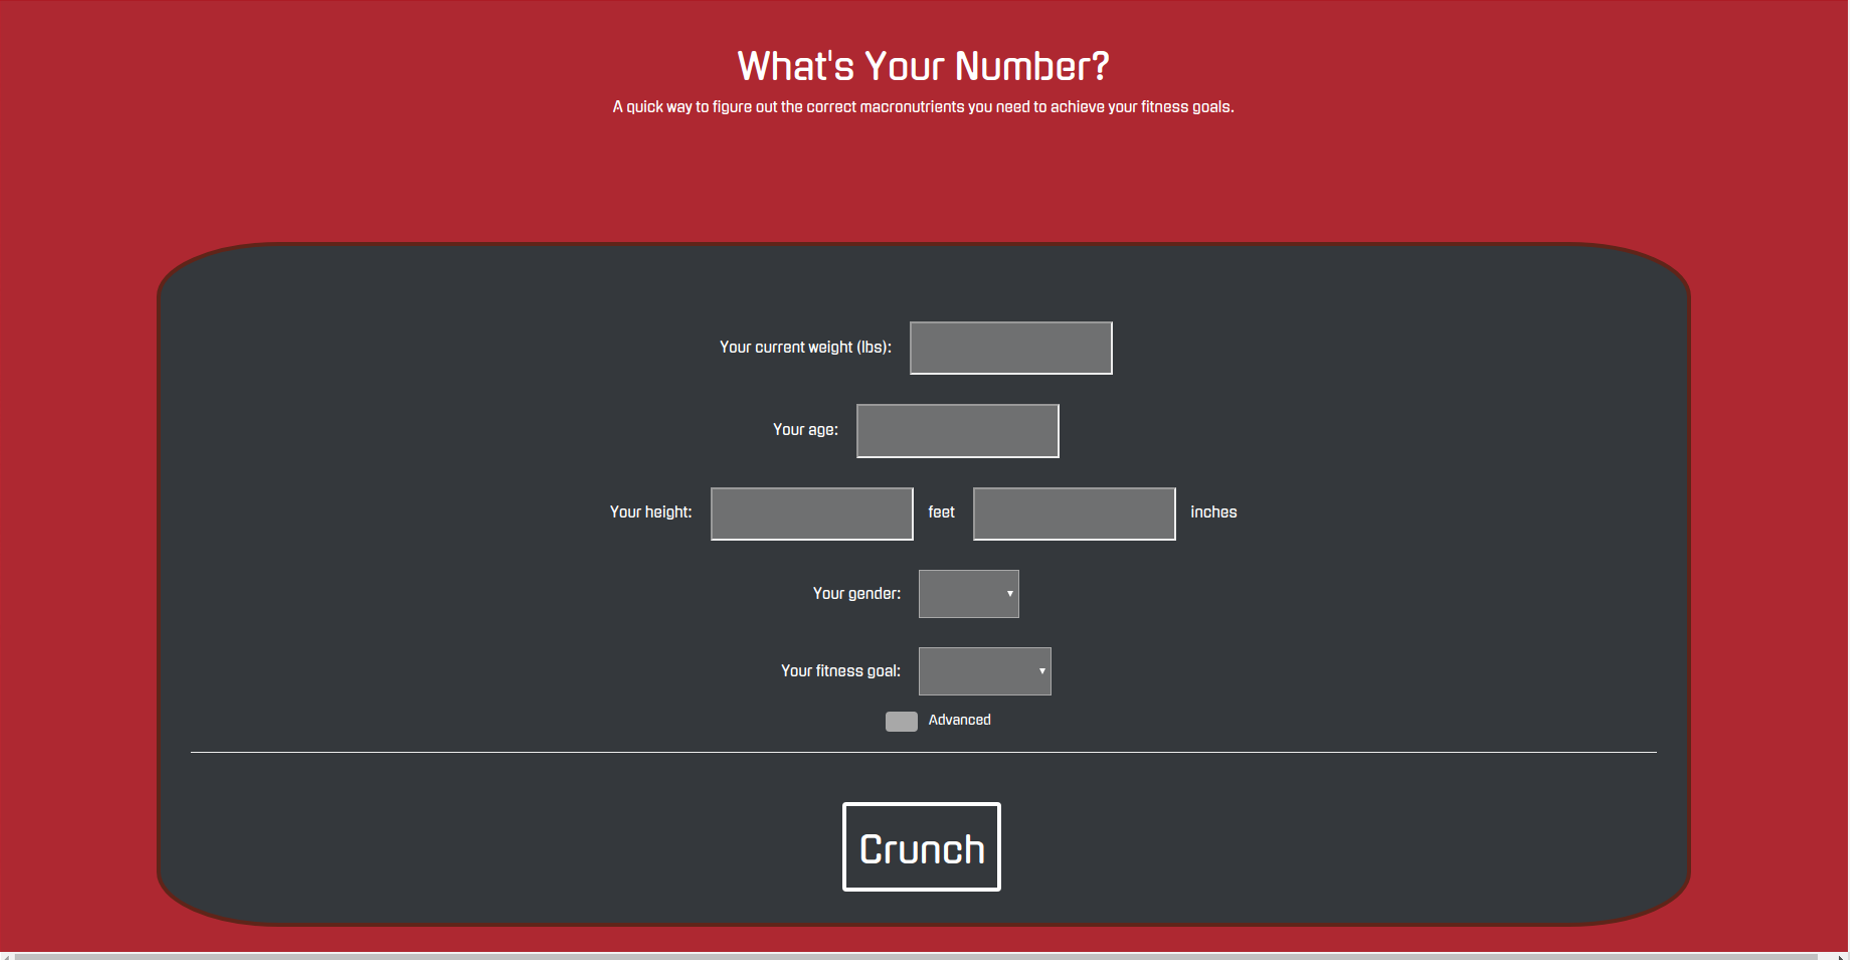 What's Your Number?
A quick way to figure out the correct macronutrients you need to achieve your fitness goals.
Your current weight (lbs):
Your age:
Your height: feet inches
Your gender:
Your fitness goal:
Advanced
Crunch